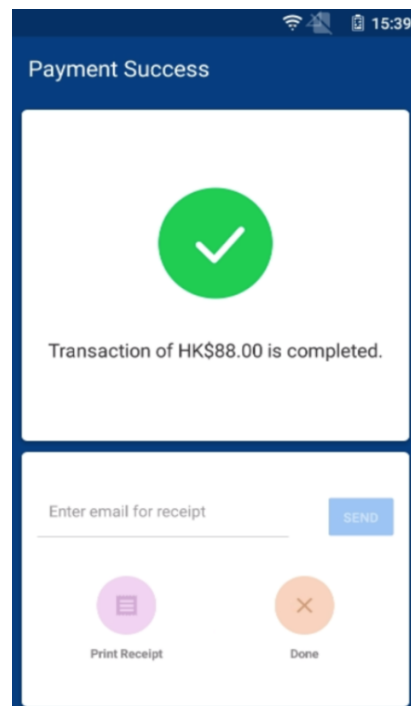 15:39
Payment Success
Transaction of HK$88.00 is completed.
Enter email for receipt
SEND
Print Receipt
Done